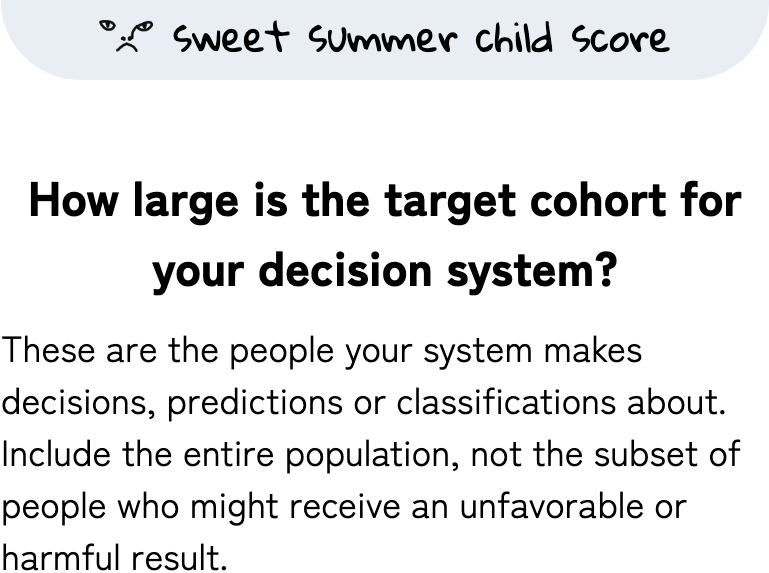 sweet summer child score
How large is the target cohort for
your decision system?
These are the people your system makes
decisions, predictions or classifications about.
Include the entire population, not the subset of
people who might receive an unfavorable or
harmful result.